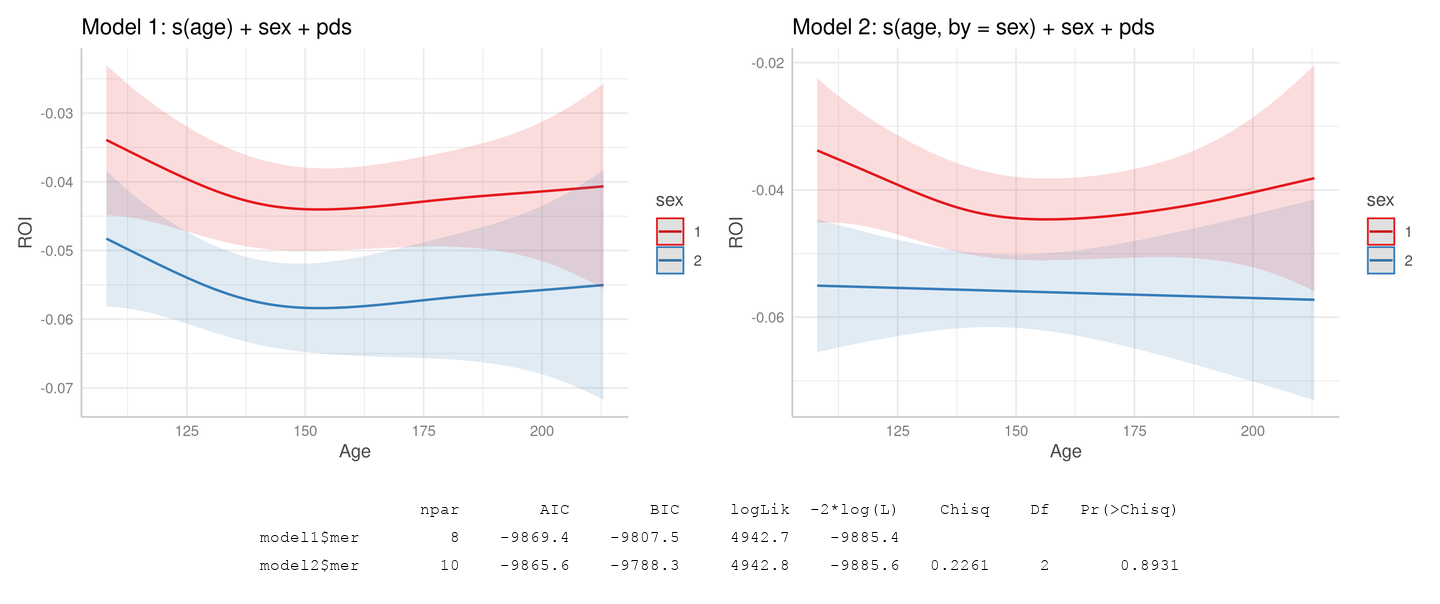 Model 1: s(age) + sex + pds
-0.03
-0.04
-0.05
-0.06
-0.07
ROI
125 150 175 200
Age
sex
1
2
Model 2: s(age, by = sex) + sex + pds
-0.02
-0.04
-0.06
ROI
125 150 175 200
Age
sex
1
2
npar AIC BIC logLik -2*log(L) Chisq Df Pr(>Chisq)
model1$mer 8 -9869.4 -9807.5 4942.7 -9885.4
model2$mer 10 -9865.6 -9788.3 4942.8 -9885.6 0.2261 2 0.8931